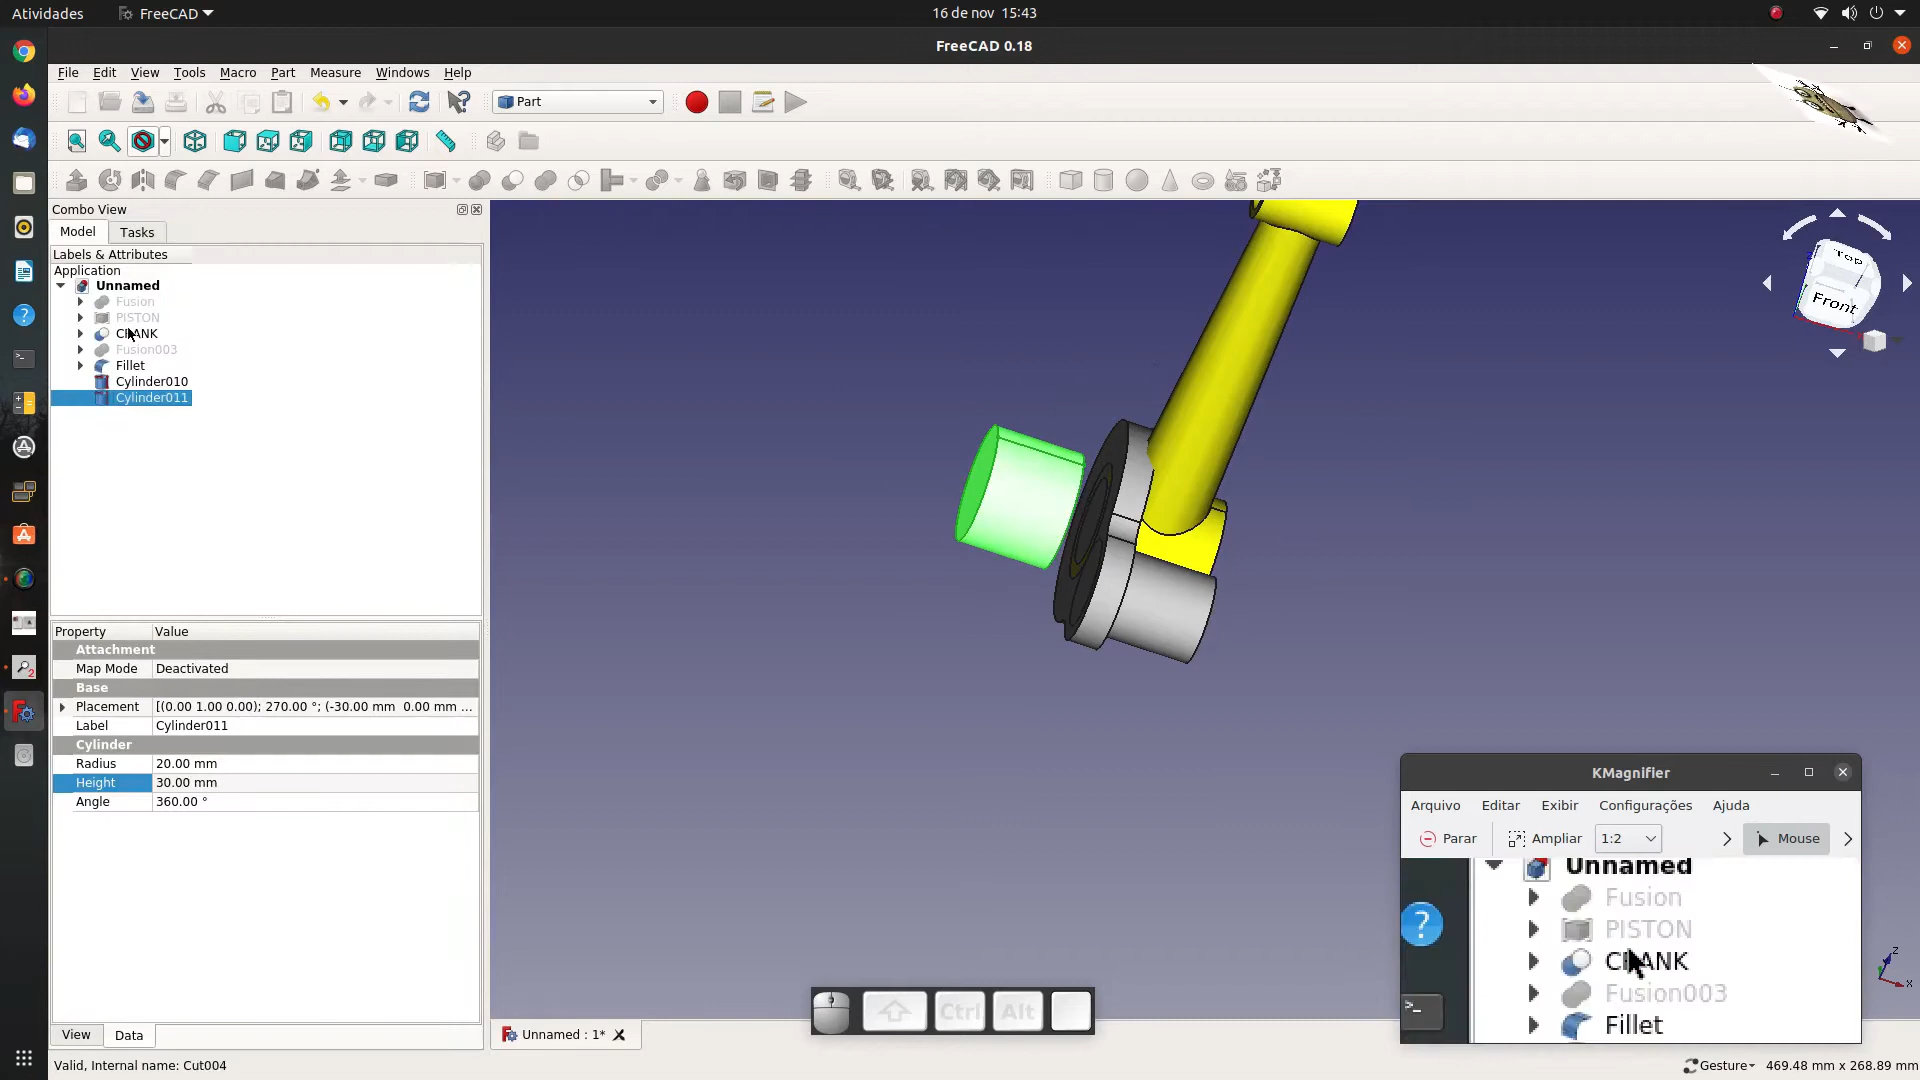 Atividades
FreeCAD
16 de nov 15:43
FreeCAD 0.18
File Edit View Tools Macro Part Measure Windows Help
Part
Combo View
Model Tasks
Labels & Attributes
Application
Unnamed
Fusion
PISTON
CRANK
Fusion003
Fillet
Cylinder010
Cylinder011
Top
Front
Property Value
Attachment
Map Mode Deactivated
Base
Placement [(0.00 1.00 0.00); 270.00 °; (-30.00 mm 0.00 mm ...
Label Cylinder011
Cylinder
Radius 20.00 mm
Height 30.00 mm
Angle 360.00 °
KMagnifier
Arquivo Editar Exibir Configurações Ajuda
Parar Ampliar 1:2 Mouse
Unnamed
Fusion
PISTON
CRANK
Fusion003
Fillet
Z
X
Ctrl Alt
View Data
Unnamed : 1*
Valid, Internal name: Cut004
Gesture
469.48 mm x 268.89 mm